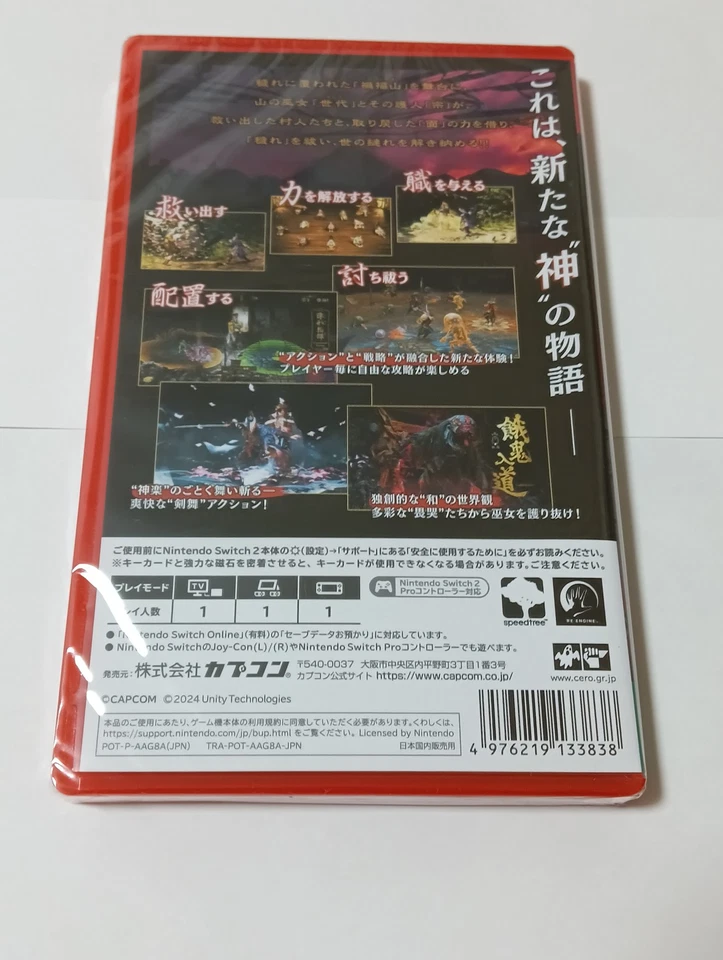 これは、新たな“神”の物語──
穢れに覆われた「禍福山」を舞台に、
山の巫女「世代」とその護人「宗」が、
救い出した村人たちと、取り戻した「面」の力を借り、
「穢れ」を祓い、世の縺れを解き納める!!
救い出す
力を解放する
職を与える
配置する
討ち祓う
“アクション”と“戦略”が融合した新たな体験！
プレイヤー毎に自由な攻略が楽しめる
“神楽”のごとく舞い斬る―
爽快な“剣舞”アクション！
餓鬼
入道
独創的な“和”の世界観
多彩な“畏哭”たちから巫女を護り抜け！
ご使用前にNintendo Switch 2本体の(設定)→「サポート」にある「安全に使用するために」を必ずお読みください。
※キーカードと強力な磁石を密着させると、キーカードが使用できなくなる場合があります。ご注意ください。
プレイモード
TV
Nintendo Switch 2
Proコントローラー対応
プレイ人数 1 1 1
speedtree
RE ENGINE
●「Nintendo Switch Online」(有料)の「セーブデータお預かり」に対応しています。
● Nintendo SwitchのJoy-Con(L)/(R)やNintendo Switch Proコントローラーでも遊べます。
発売元: 株式会社カプコン
〒540-0037 大阪市中央区内平野町3丁目1番3号
カプコン公式サイト https://www.capcom.co.jp/
www.cero.gr.jp
©CAPCOM ©2024 Unity Technologies
本品のご使用にあたり、ゲーム機本体の利用規約に同意していただく必要があります。くわしくは、
https://support.nintendo.com/jp/bup.html をご覧ください。Licensed by Nintendo
POT-P-AAG8A(JPN) TRA-POT-AAG8A-JPN 日本国内販売用
4 976219 133838